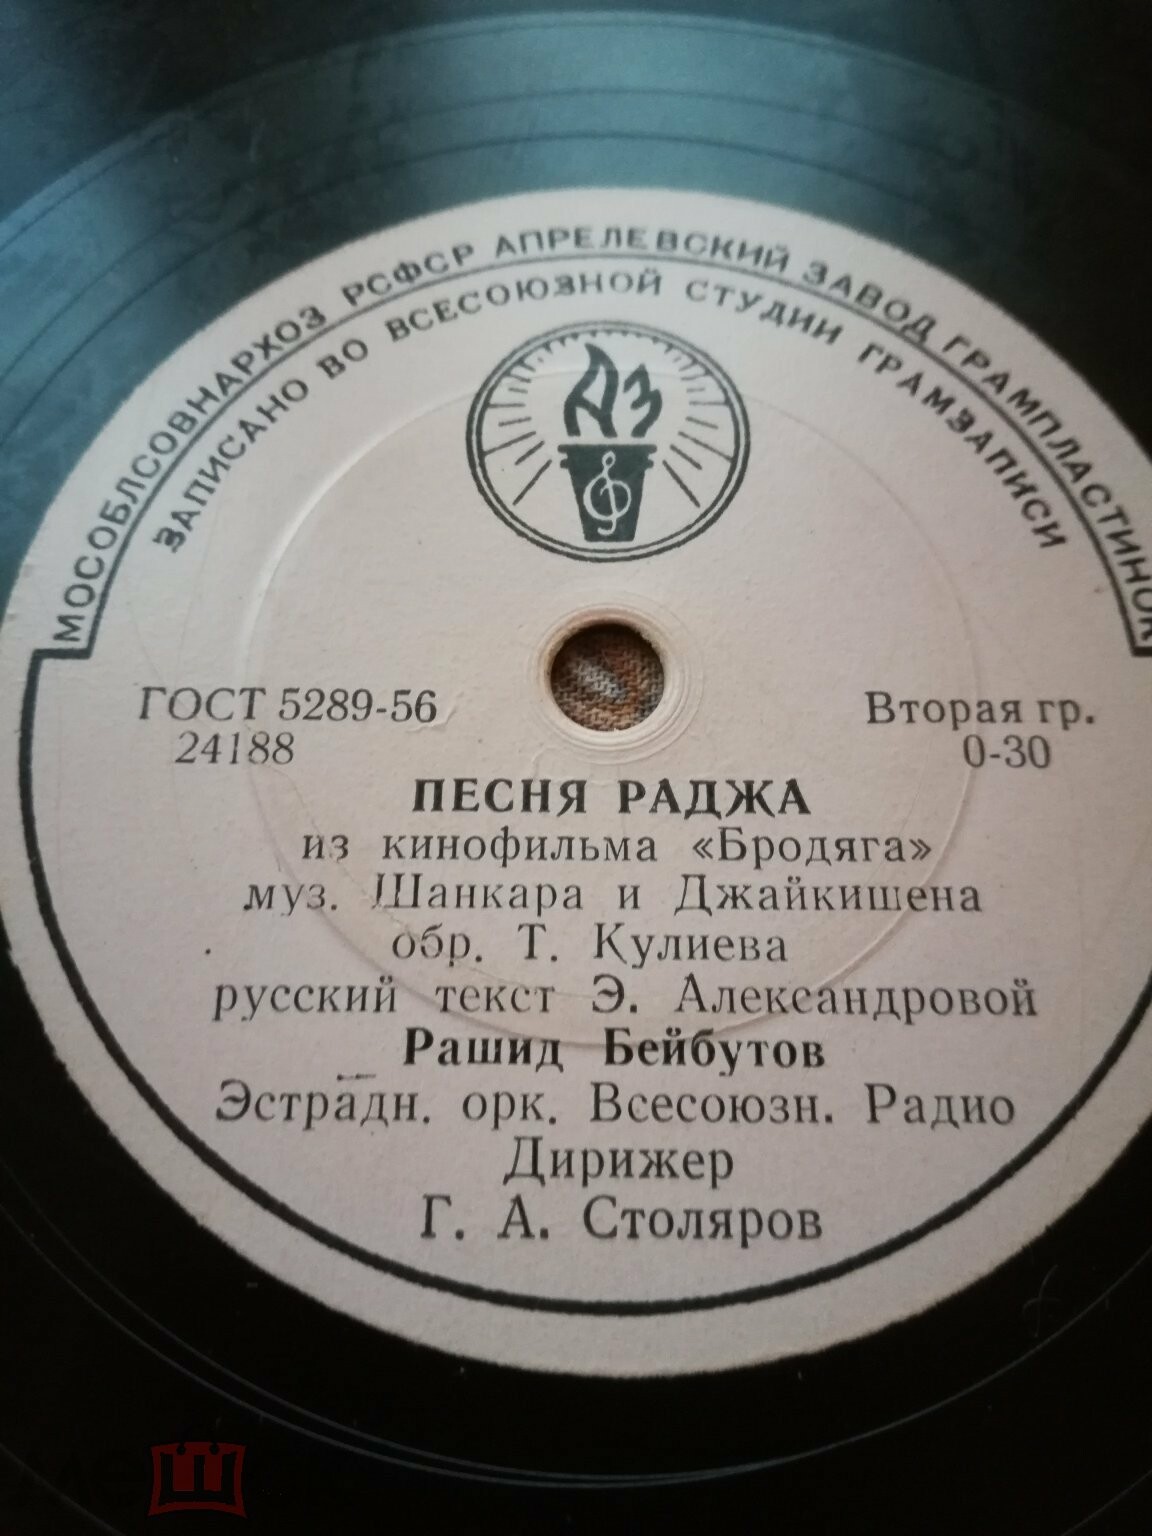 МОСОБЛСОВНАРХОЗ РСФСР АПРЕЛЕВСКИЙ ЗАВОД ГРАМПЛАСТИНОК
ЗАПИСАНО ВО ВСЕСОЮЗНОЙ СТУДИИ ГРАМЗАПИСИ
АЗ
ГОСТ 5289-56
Вторая гр.
24188
0-30
ПЕСНЯ РАДЖА
из кинофильма «Бродяга»
муз. Шанкара и Джайкишена
обр. Т. Кулиева
русский текст Э. Александровой
Рашид Бейбутов
Эстрадн. орк. Всесоюзн. Радио
Дирижер
Г. А. Столяров